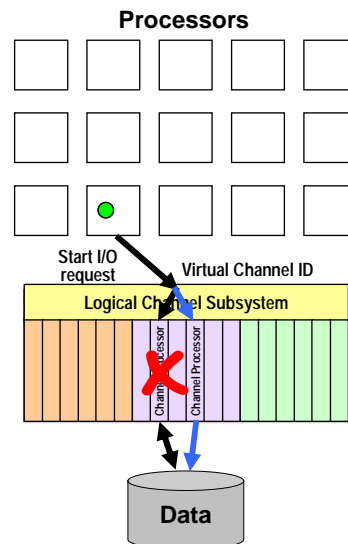 Processors
Start I/O
request
Virtual Channel ID
Logical Channel Subsystem
Channel Processor
Channel Processor
Data